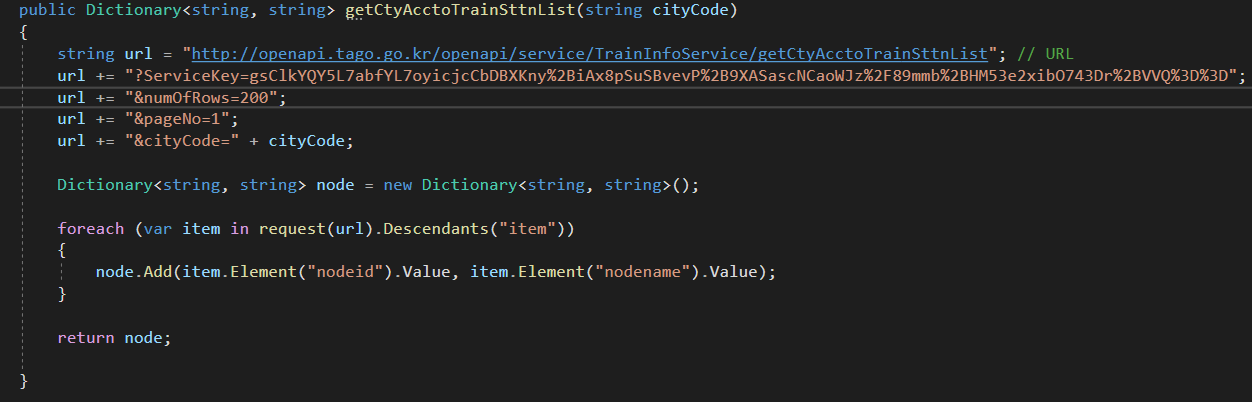 public Dictionary<string, string> getCtyAcctoTrainSttnList(string cityCode)
{
string url = "http://openapi.tago.go.kr/openapi/service/TrainInfoService/getCtyAcctoTrainSttnList"; // URL
url += "?ServiceKey=gsClkYQY5L7abfYL7oyicjcCbDBXKny%2BiAx8pSuSBvevP%2B9XASascNCaoWJz%2F89mmb%2BHM53e2xibO743Dr%2BVVQ%3D%3D";
url += "&numOfRows=200";
url += "&pageNo=1";
url += "&cityCode=" + cityCode;
Dictionary<string, string> node = new Dictionary<string, string>();
foreach (var item in request(url).Descendants("item"))
{
node.Add(item.Element("nodeid").Value, item.Element("nodename").Value);
}
return node;
}